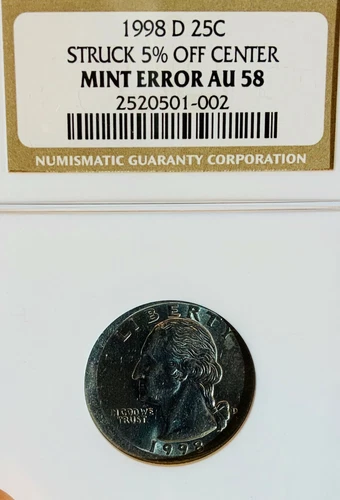 1998 D 25C
STRUCK 5% OFF CENTER
MINT ERROR AU 58
2520501-002
NUMISMATIC GUARANTY CORPORATION
LIBERTY
IN GOD WE
TRUST
D
1998